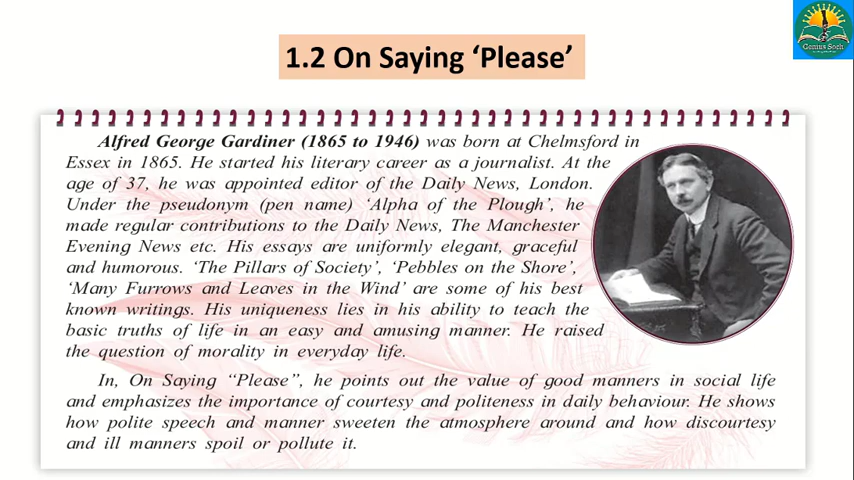 1.2 On Saying ‘Please’
Genius Soch
Alfred George Gardiner (1865 to 1946) was born at Chelmsford in
Essex in 1865. He started his literary career as a journalist. At the
age of 37, he was appointed editor of the Daily News, London.
Under the pseudonym (pen name) ‘Alpha of the Plough’, he
made regular contributions to the Daily News, The Manchester
Evening News etc. His essays are uniformly elegant, graceful
and humorous. ‘The Pillars of Society’, ‘Pebbles on the Shore’,
‘Many Furrows and Leaves in the Wind’ are some of his best
known writings. His uniqueness lies in his ability to teach the
basic truths of life in an easy and amusing manner. He raised
the question of morality in everyday life.
In, On Saying “Please”, he points out the value of good manners in social life
and emphasizes the importance of courtesy and politeness in daily behaviour. He shows
how polite speech and manner sweeten the atmosphere around and how discourtesy
and ill manners spoil or pollute it.